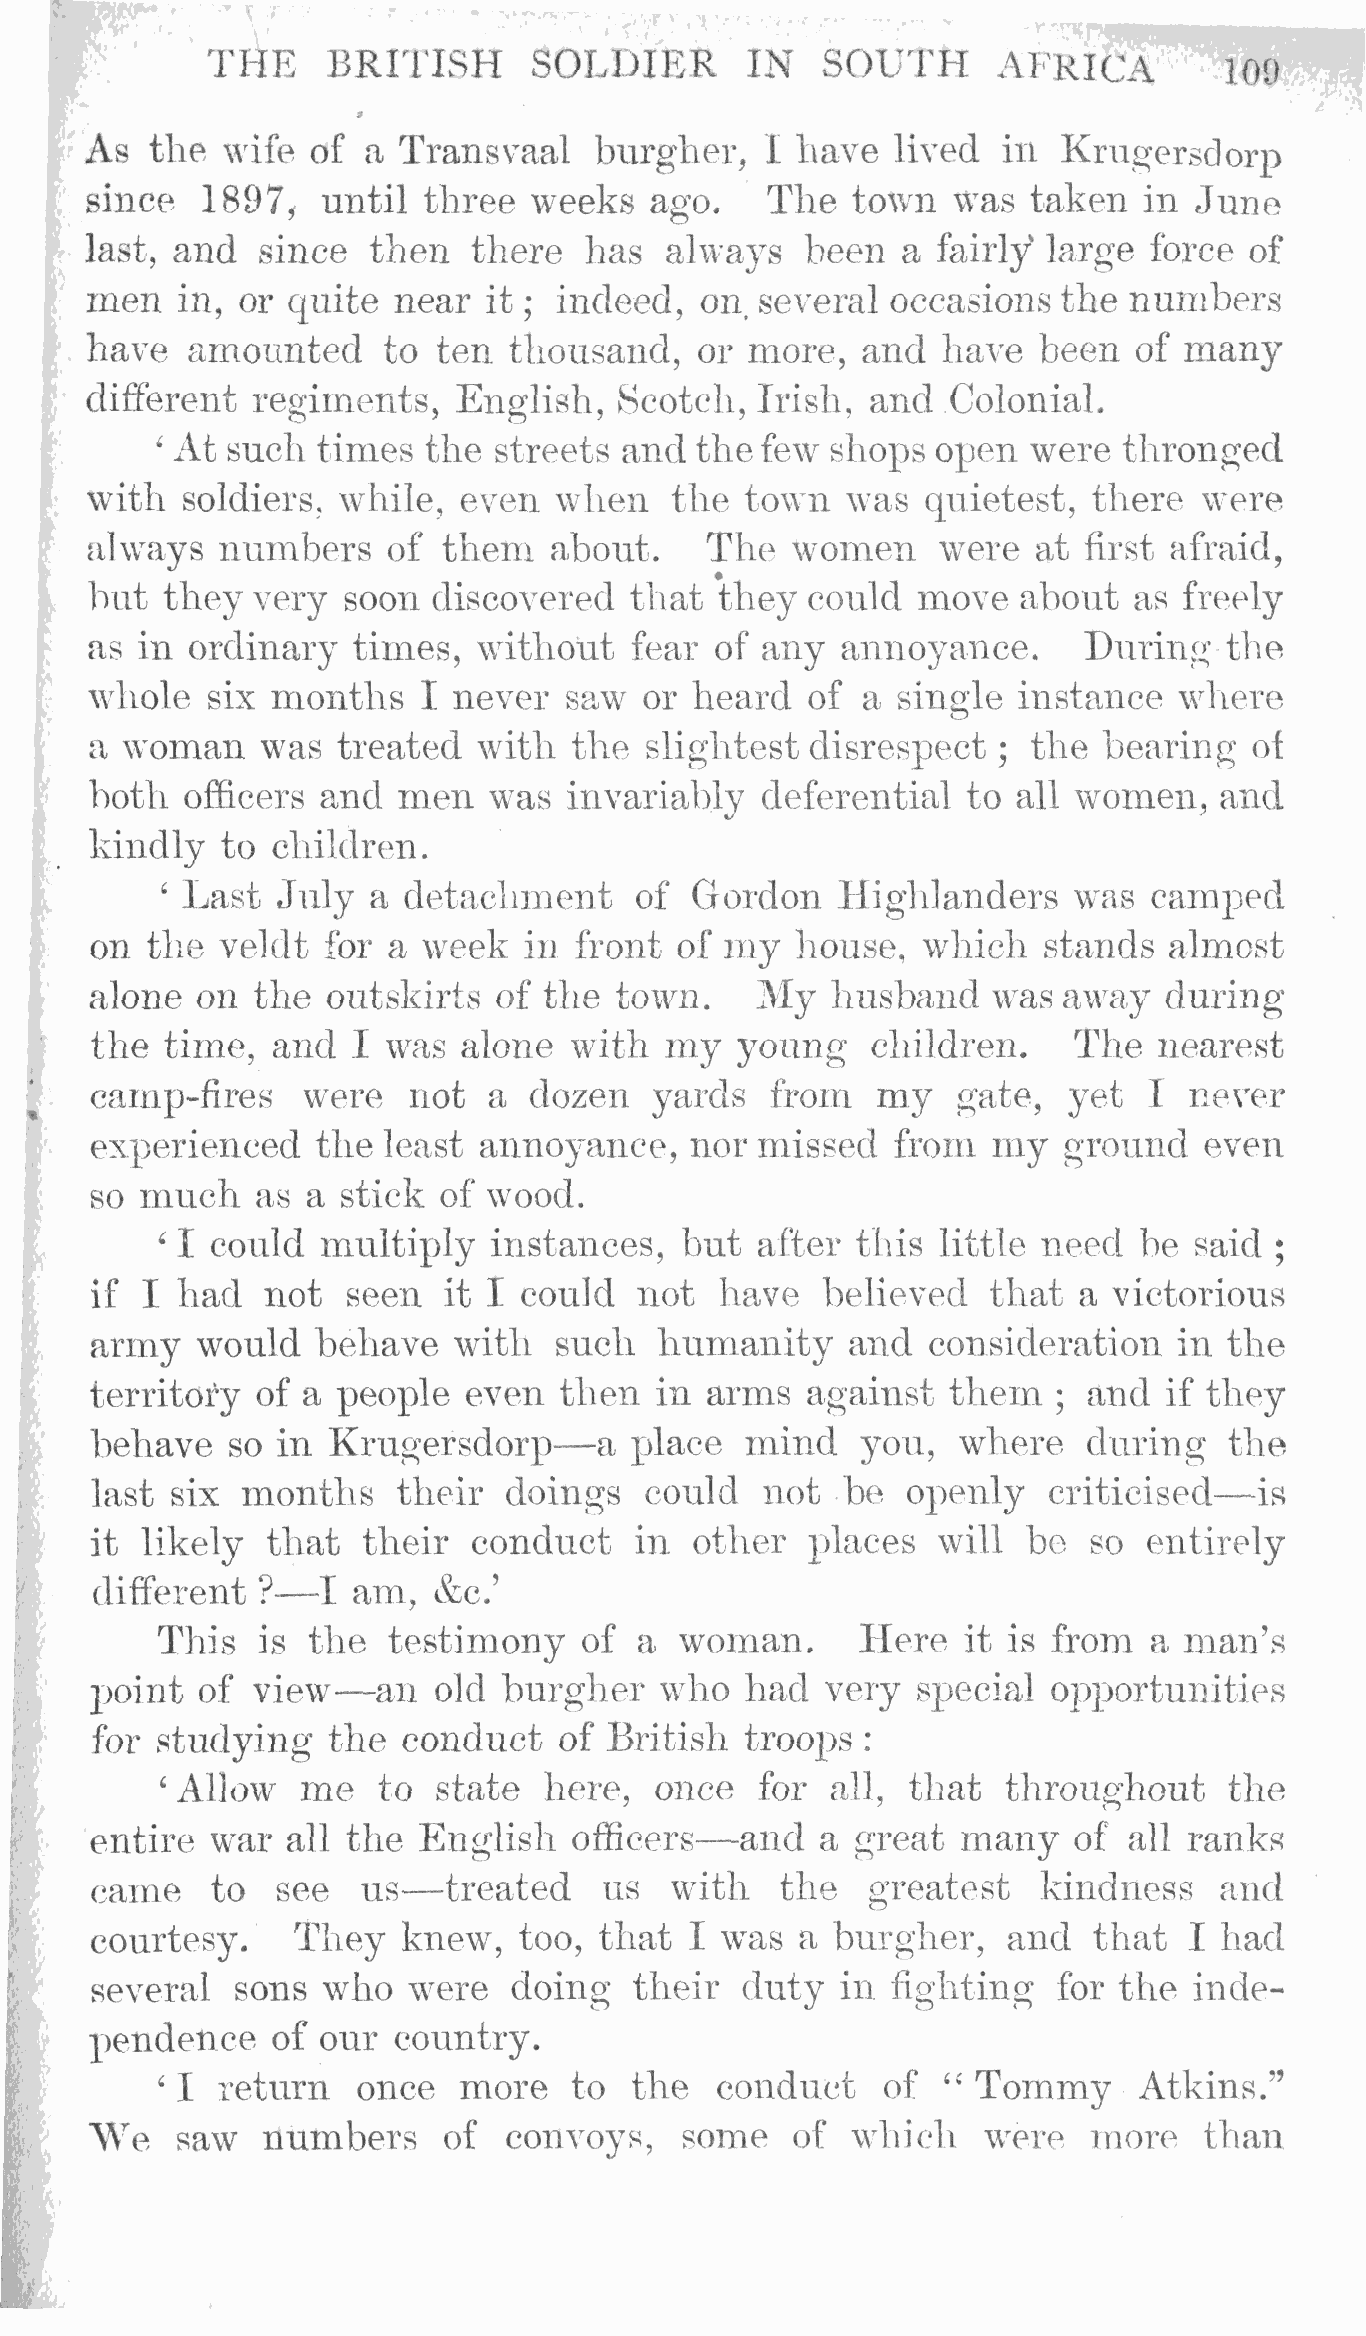 THE BRITISH SOLDIER IN SOUTH AFRICA 109
As the wife of a Transvaal burgher, I have lived in Krugersdorp
since 1897, until three weeks ago. The town was taken in June
last, and since then there has always been a fairly large force of
men in, or quite near it ; indeed, on several occasions the numbers
have amounted to ten thousand, or more, and have been of many
different regiments, English, Scotch, Irish, and Colonial.
‘ At such times the streets and the few shops open were thronged
with soldiers, while, even when the town was quietest, there were
always numbers of them about. The women were at first afraid,
but they very soon discovered that they could move about as freely
as in ordinary times, without fear of any annoyance. During the
whole six months I never saw or heard of a single instance where
a woman was treated with the slightest disrespect ; the bearing of
both officers and men was invariably deferential to all women, and
kindly to children.
‘ Last July a detachment of Gordon Highlanders was camped
on the veldt for a week in front of my house, which stands almost
alone on the outskirts of the town. My husband was away during
the time, and I was alone with my young children. The nearest
camp-fires were not a dozen yards from my gate, yet I never
experienced the least annoyance, nor missed from my ground even
so much as a stick of wood.
‘ I could multiply instances, but after this little need be said ;
if I had not seen it I could not have believed that a victorious
army would behave with such humanity and consideration in the
territory of a people even then in arms against them ; and if they
behave so in Krugersdorp—a place mind you, where during the
last six months their doings could not be openly criticised—is
it likely that their conduct in other places will be so entirely
different ?—I am, &c.’
This is the testimony of a woman. Here it is from a man’s
point of view—an old burgher who had very special opportunities
for studying the conduct of British troops :
‘ Allow me to state here, once for all, that throughout the
entire war all the English officers—and a great many of all ranks
came to see us—treated us with the greatest kindness and
courtesy. They knew, too, that I was a burgher, and that I had
several sons who were doing their duty in fighting for the inde-
pendence of our country.
‘ I return once more to the conduct of “ Tommy Atkins.”
We saw numbers of convoys, some of which were more than